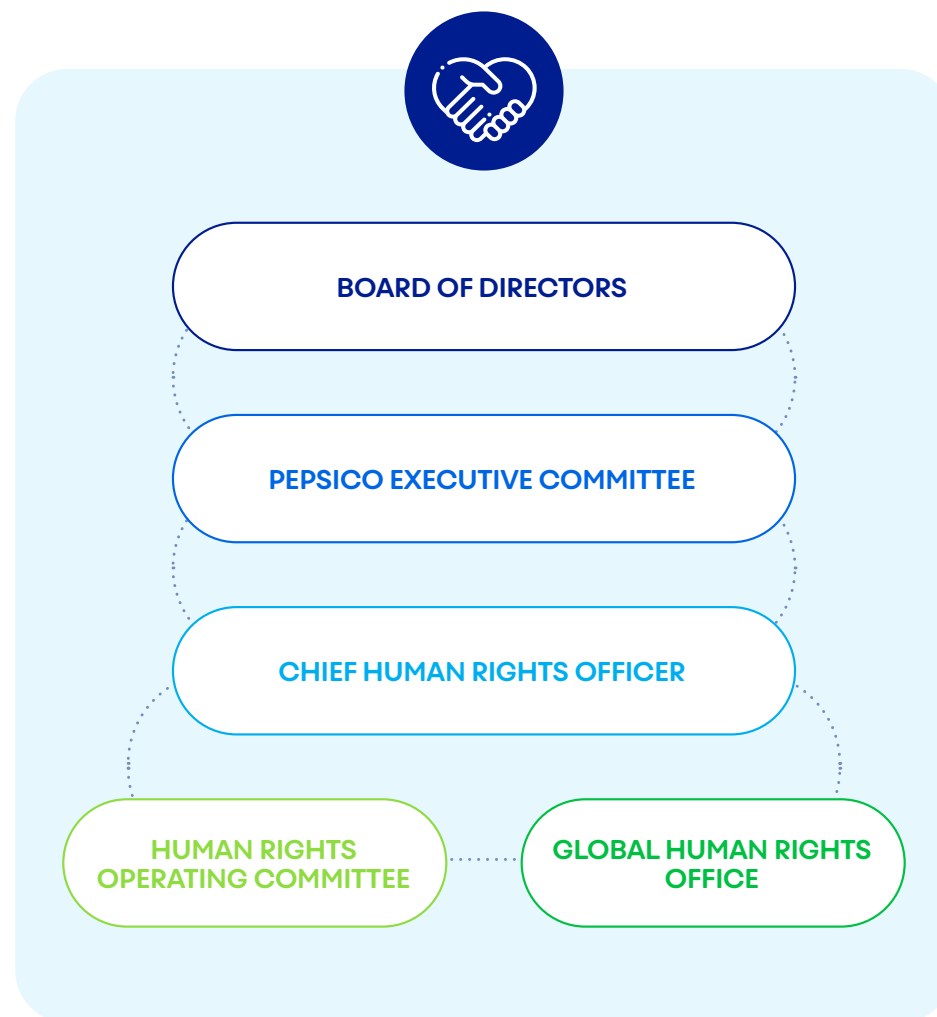 BOARD OF DIRECTORS
PEPSICO EXECUTIVE COMMITTEE
CHIEF HUMAN RIGHTS OFFICER
HUMAN RIGHTS
OPERATING COMMITTEE
GLOBAL HUMAN RIGHTS
OFFICE